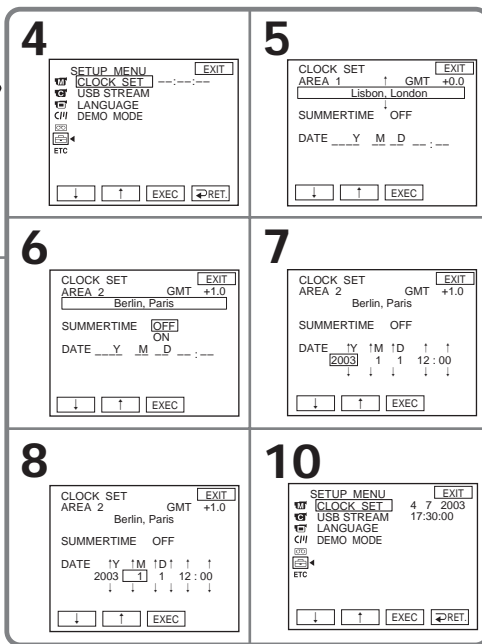 4
SETUP MENU EXIT
CLOCK SET --:--:--
USB STREAM
LANGUAGE
DEMO MODE
ETC
↓ ↑ EXEC RET.
5
CLOCK SET EXIT
AREA 1 ↑ GMT +0.0
Lisbon, London
↓
SUMMERTIME OFF
DATE ____Y __M __D __:__
↓ ↑ EXEC
6
CLOCK SET EXIT
AREA 2 GMT +1.0
Berlin, Paris
SUMMERTIME OFF
ON
DATE ____Y __M __D __:__
↓ ↑ EXEC
7
CLOCK SET EXIT
AREA 2 GMT +1.0
Berlin, Paris
SUMMERTIME OFF
DATE ↑Y ↑M ↑D ↑ ↑
2003 1 1 12:00
↓ ↓ ↓ ↓ ↓
↓ ↑ EXEC
8
CLOCK SET EXIT
AREA 2 GMT +1.0
Berlin, Paris
SUMMERTIME OFF
DATE ↑Y ↑M ↑D↑ ↑ ↑
2003 1 1 12:00
↓ ↓ ↓ ↓ ↓ ↓
↓ ↑ EXEC
10
SETUP MENU EXIT
CLOCK SET 4 7 2003
USB STREAM 17:30:00
LANGUAGE
DEMO MODE
ETC
↓ ↑ EXEC RET.